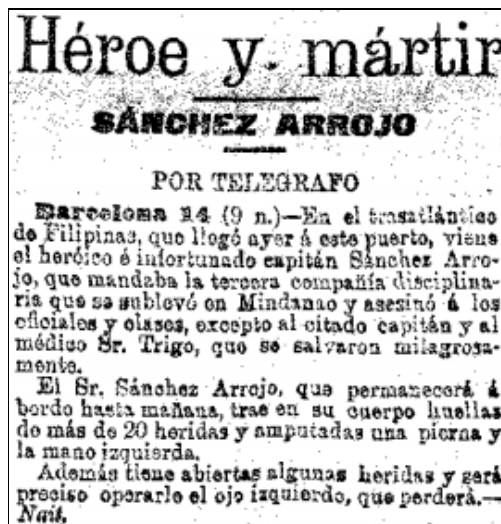 Héroe y mártir
SÁNCHEZ ARROJO
POR TELEGRAFO
Barcelona 14 (9 n.)—En el trasatlántico
de Filipinas, que llegó ayer á este puerto, viene
el heróico é infortunado capitán Sánchez Arro-
jo, que mandaba la tercera compañía disciplina-
ria que se sublevó en Mindanao y asesinó á los
oficiales y clases, excepto al citado capitán y al
médico Sr. Trigo, que se salvaron milagrosa-
mente.
El Sr. Sánchez Arrojo, que permanecerá á
bordo hasta mañana, trae en su cuerpo huellas
de más de 20 heridas y amputadas una pierna y
la mano izquierda.
Además tiene abiertas algunas heridas y será
preciso operarle el ojo izquierdo, que perderá.—
Nait.